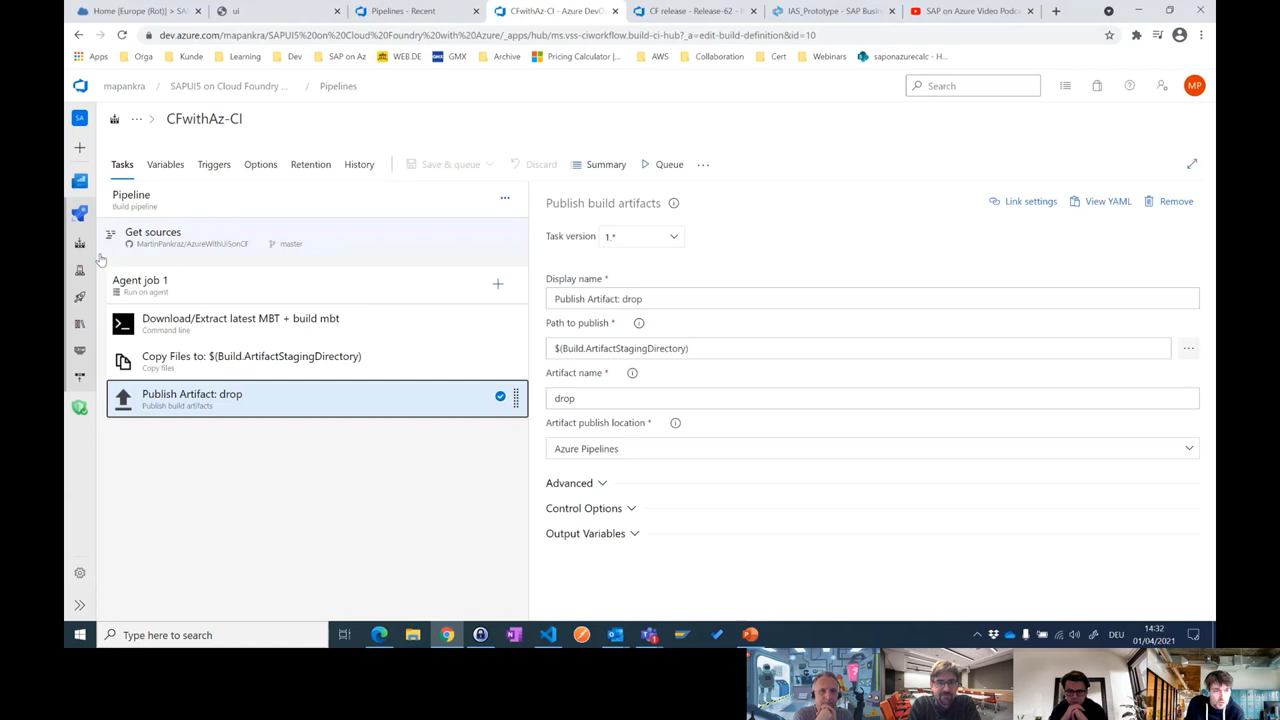 Home [Europe (Rot)] > SAI
ui
Pipelines - Recent
CFwithAz-CI - Azure DevO
CF release - Release-62 - Pi
IAS_Prototype - SAP Busin
SAP on Azure Video Podca
dev.azure.com/mapankra/SAPUI5%20on%20Cloud%20Foundry%20with%20Azure/_apps/hub/ms.vss-ciworkflow.build-ci-hub?_a=edit-build-definition&id=10
Apps
Orga
Kunde
Learning
Dev
SAP on Az
WEB.DE
GMX
Archive
Pricing Calculator |...
AWS
Collaboration
Cert
Webinars
saponazurecalc - H...
mapankra / SAPUI5 on Cloud Foundry ... / Pipelines
Search
MP
SA
... > CFwithAz-CI
Tasks
Variables
Triggers
Options
Retention
History
Save & queue
Discard
Summary
Queue
...
Pipeline
Build pipeline
...
Get sources
MartinPankraz/AzureWithUi5onCF
master
Agent job 1
Run on agent
Download/Extract latest MBT + build mbt
Command line
Copy Files to: $(Build.ArtifactStagingDirectory)
Copy files
Publish Artifact: drop
Publish build artifacts
Publish build artifacts
Link settings
View YAML
Remove
Task version 1.*
Display name *
Publish Artifact: drop
Path to publish *
$(Build.ArtifactStagingDirectory)
...
Artifact name *
drop
Artifact publish location *
Azure Pipelines
Advanced
Control Options
Output Variables
Type here to search
DEU
14:32
01/04/2021